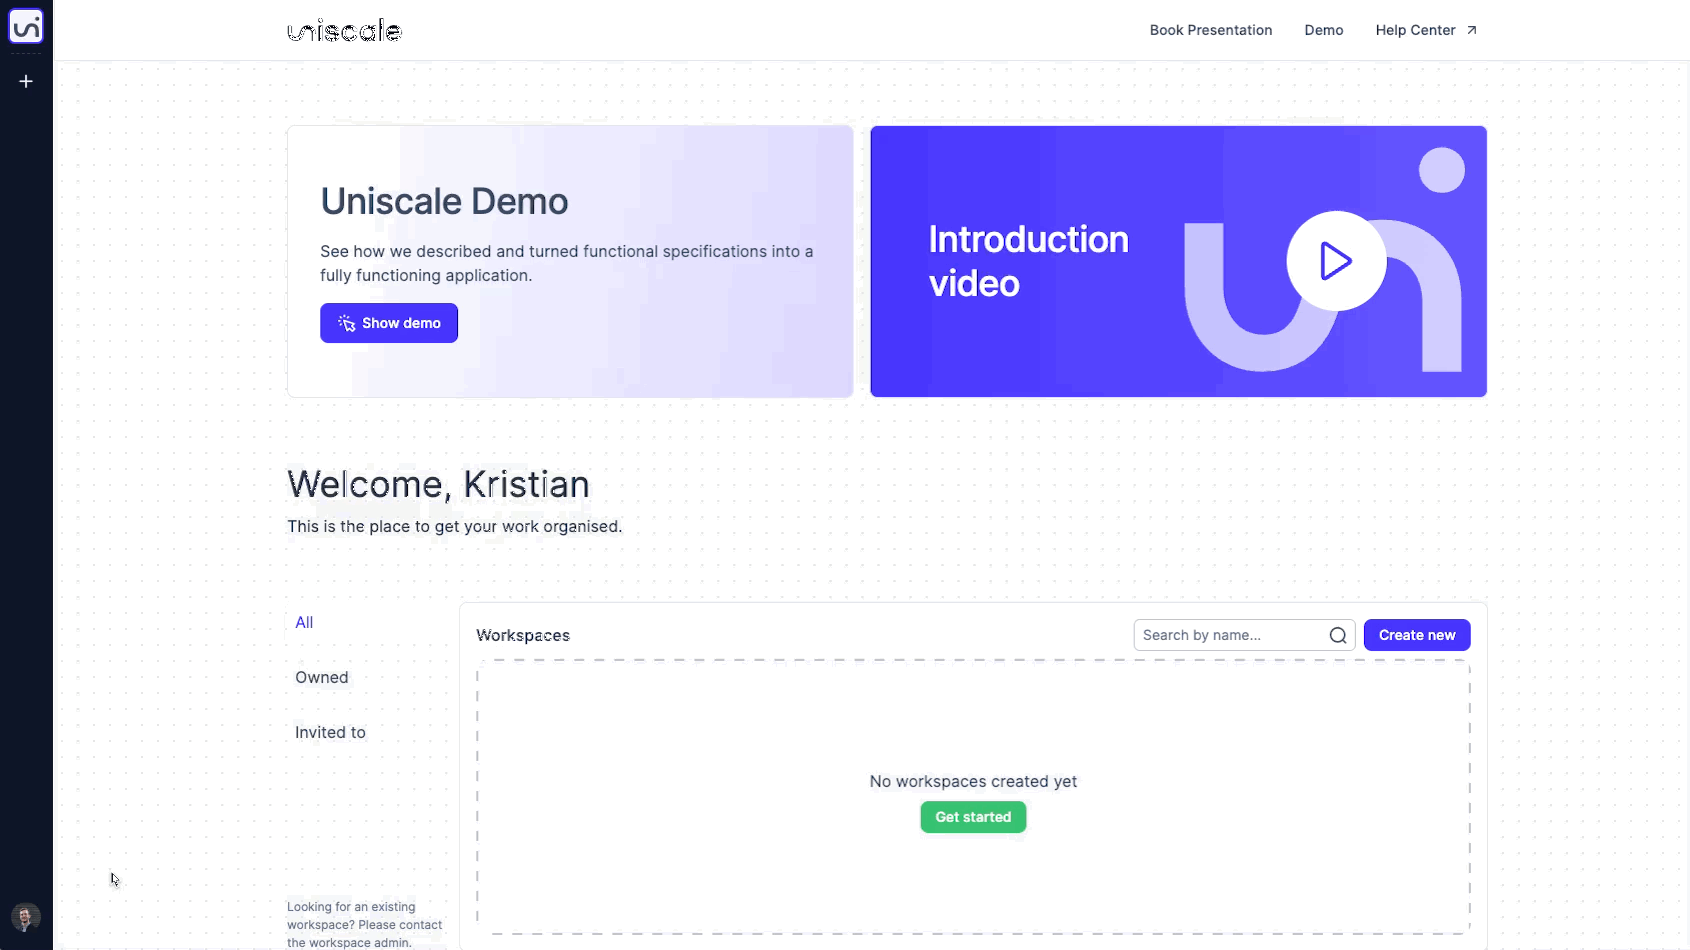 uniscale
Book Presentation
Demo
Help Center
Uniscale Demo
See how we described and turned functional specifications into a
fully functioning application.
Show demo
Introduction
video
Welcome, Kristian
This is the place to get your work organised.
All
Owned
Invited to
Workspaces
Search by name...
Create new
No workspaces created yet
Get started
Looking for an existing
workspace? Please contact
the workspace admin.